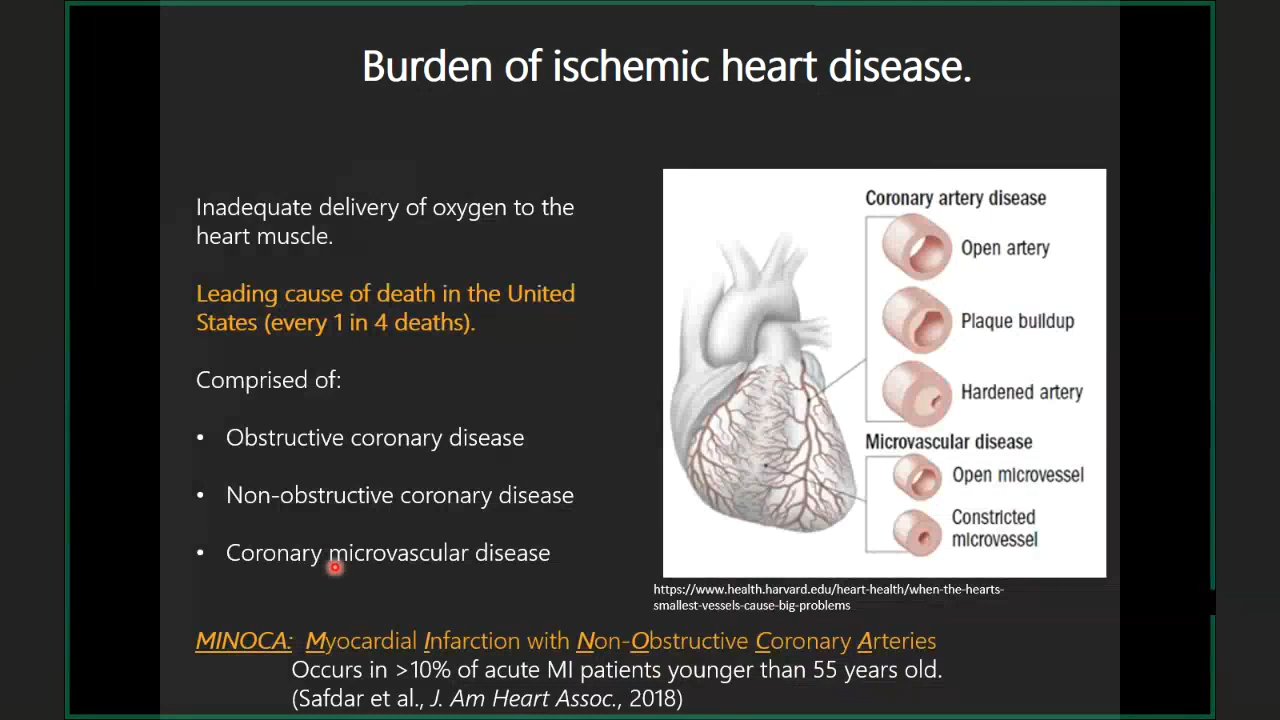 Burden of ischemic heart disease.
Inadequate delivery of oxygen to the
heart muscle.
Leading cause of death in the United
States (every 1 in 4 deaths).
Comprised of:
• Obstructive coronary disease
• Non-obstructive coronary disease
• Coronary microvascular disease
Coronary artery disease
Open artery
Plaque buildup
Hardened artery
Microvascular disease
Open microvessel
Constricted
microvessel
https://www.health.harvard.edu/heart-health/when-the-hearts-
smallest-vessels-cause-big-problems
MINOCA: Myocardial Infarction with Non-Obstructive Coronary Arteries
Occurs in >10% of acute MI patients younger than 55 years old.
(Safdar et al., J. Am Heart Assoc., 2018)